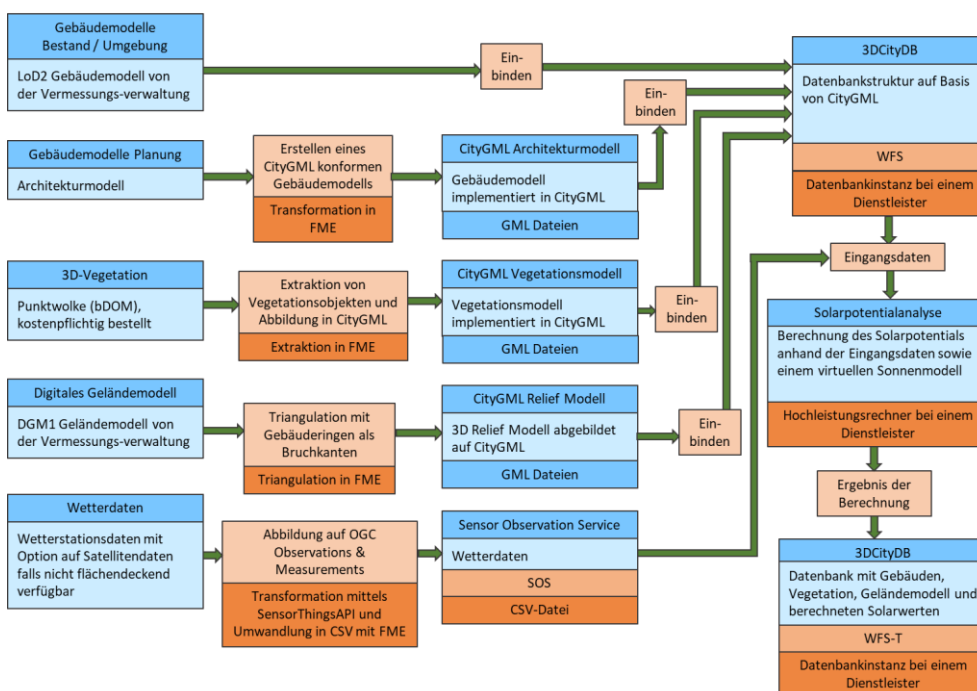 Gebäudemodelle
Bestand / Umgebung
LoD2 Gebäudemodell von
der Vermessungs-verwaltung
Ein-
binden
3DCityDB
Datenbankstruktur auf Basis
von CityGML
WFS
Datenbankinstanz bei einem
Dienstleister
Gebäudemodelle Planung
Architekturmodell
Erstellen eines
CityGML konformen
Gebäudemodells
Transformation in
FME
CityGML Architekturmodell
Gebäudemodell
implementiert in CityGML
GML Dateien
Ein-
binden
3D-Vegetation
Punktwolke (bDOM),
kostenpflichtig bestellt
Extraktion von
Vegetationsobjekten und
Abbildung in CityGML
Extraktion in FME
CityGML Vegetationsmodell
Vegetationsmodell
implementiert in CityGML
GML Dateien
Ein-
binden
Eingangsdaten
Solarpotentialanalyse
Berechnung des Solarpotentials
anhand der Eingangsdaten sowie
einem virtuellen Sonnenmodell
Hochleistungsrechner bei einem
Dienstleister
Digitales Geländemodell
DGM1 Geländemodell von
der Vermessungs-verwaltung
Triangulation mit
Gebäuderingen als
Bruchkanten
Triangulation in FME
CityGML Relief Modell
3D Relief Modell abgebildet
auf CityGML
GML Dateien
Ein-
binden
Ergebnis der
Berechnung
Wetterdaten
Wetterstationsdaten mit
Option auf Satellitendaten
falls nicht flächendeckend
verfügbar
Abbildung auf OGC
Observations &
Measurements
Transformation mittels
SensorThingsAPI und
Umwandlung in CSV mit FME
Sensor Observation Service
Wetterdaten
SOS
CSV-Datei
3DCityDB
Datenbank mit Gebäuden,
Vegetation, Geländemodell und
berechneten Solarwerten
WFS-T
Datenbankinstanz bei einem
Dienstleister